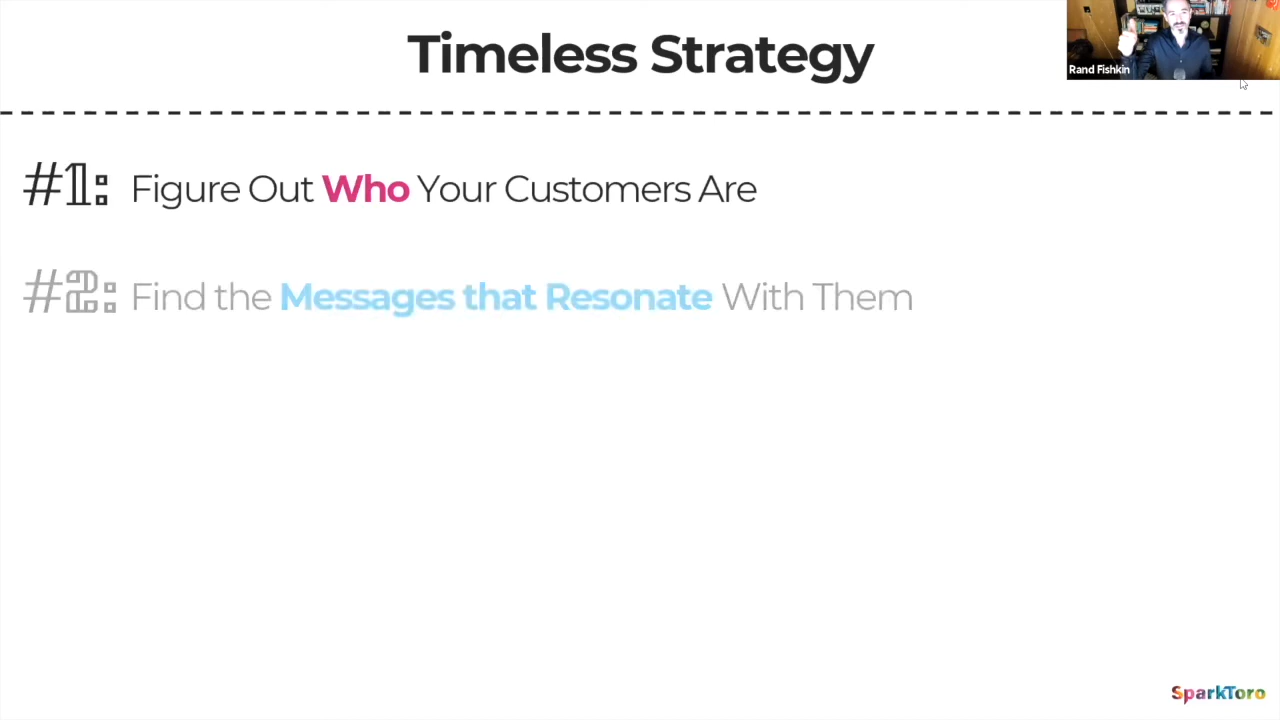 Timeless Strategy
Rand Fishkin
#1: Figure Out Who Your Customers Are
#2: Find the Messages that Resonate With Them
SparkToro